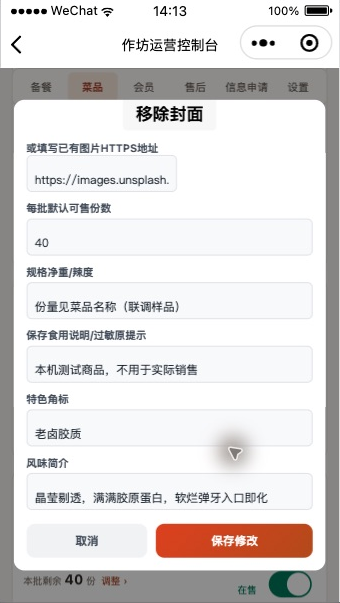 WeChat 14:13 100%
作坊运营控制台
备餐 菜品 会员 售后 信息申请 设置
移除封面
或填写已有图片HTTPS地址
https://images.unsplash.
每批默认可售份数
40
规格净重/辣度
份量见菜品名称（联调样品）
保存食用说明/过敏原提示
本机测试商品，不用于实际销售
特色角标
老卤胶质
风味简介
晶莹剔透，满满胶原蛋白，软烂弹牙入口即化
取消 保存修改
本批剩余 40 份 调整 ›
在售